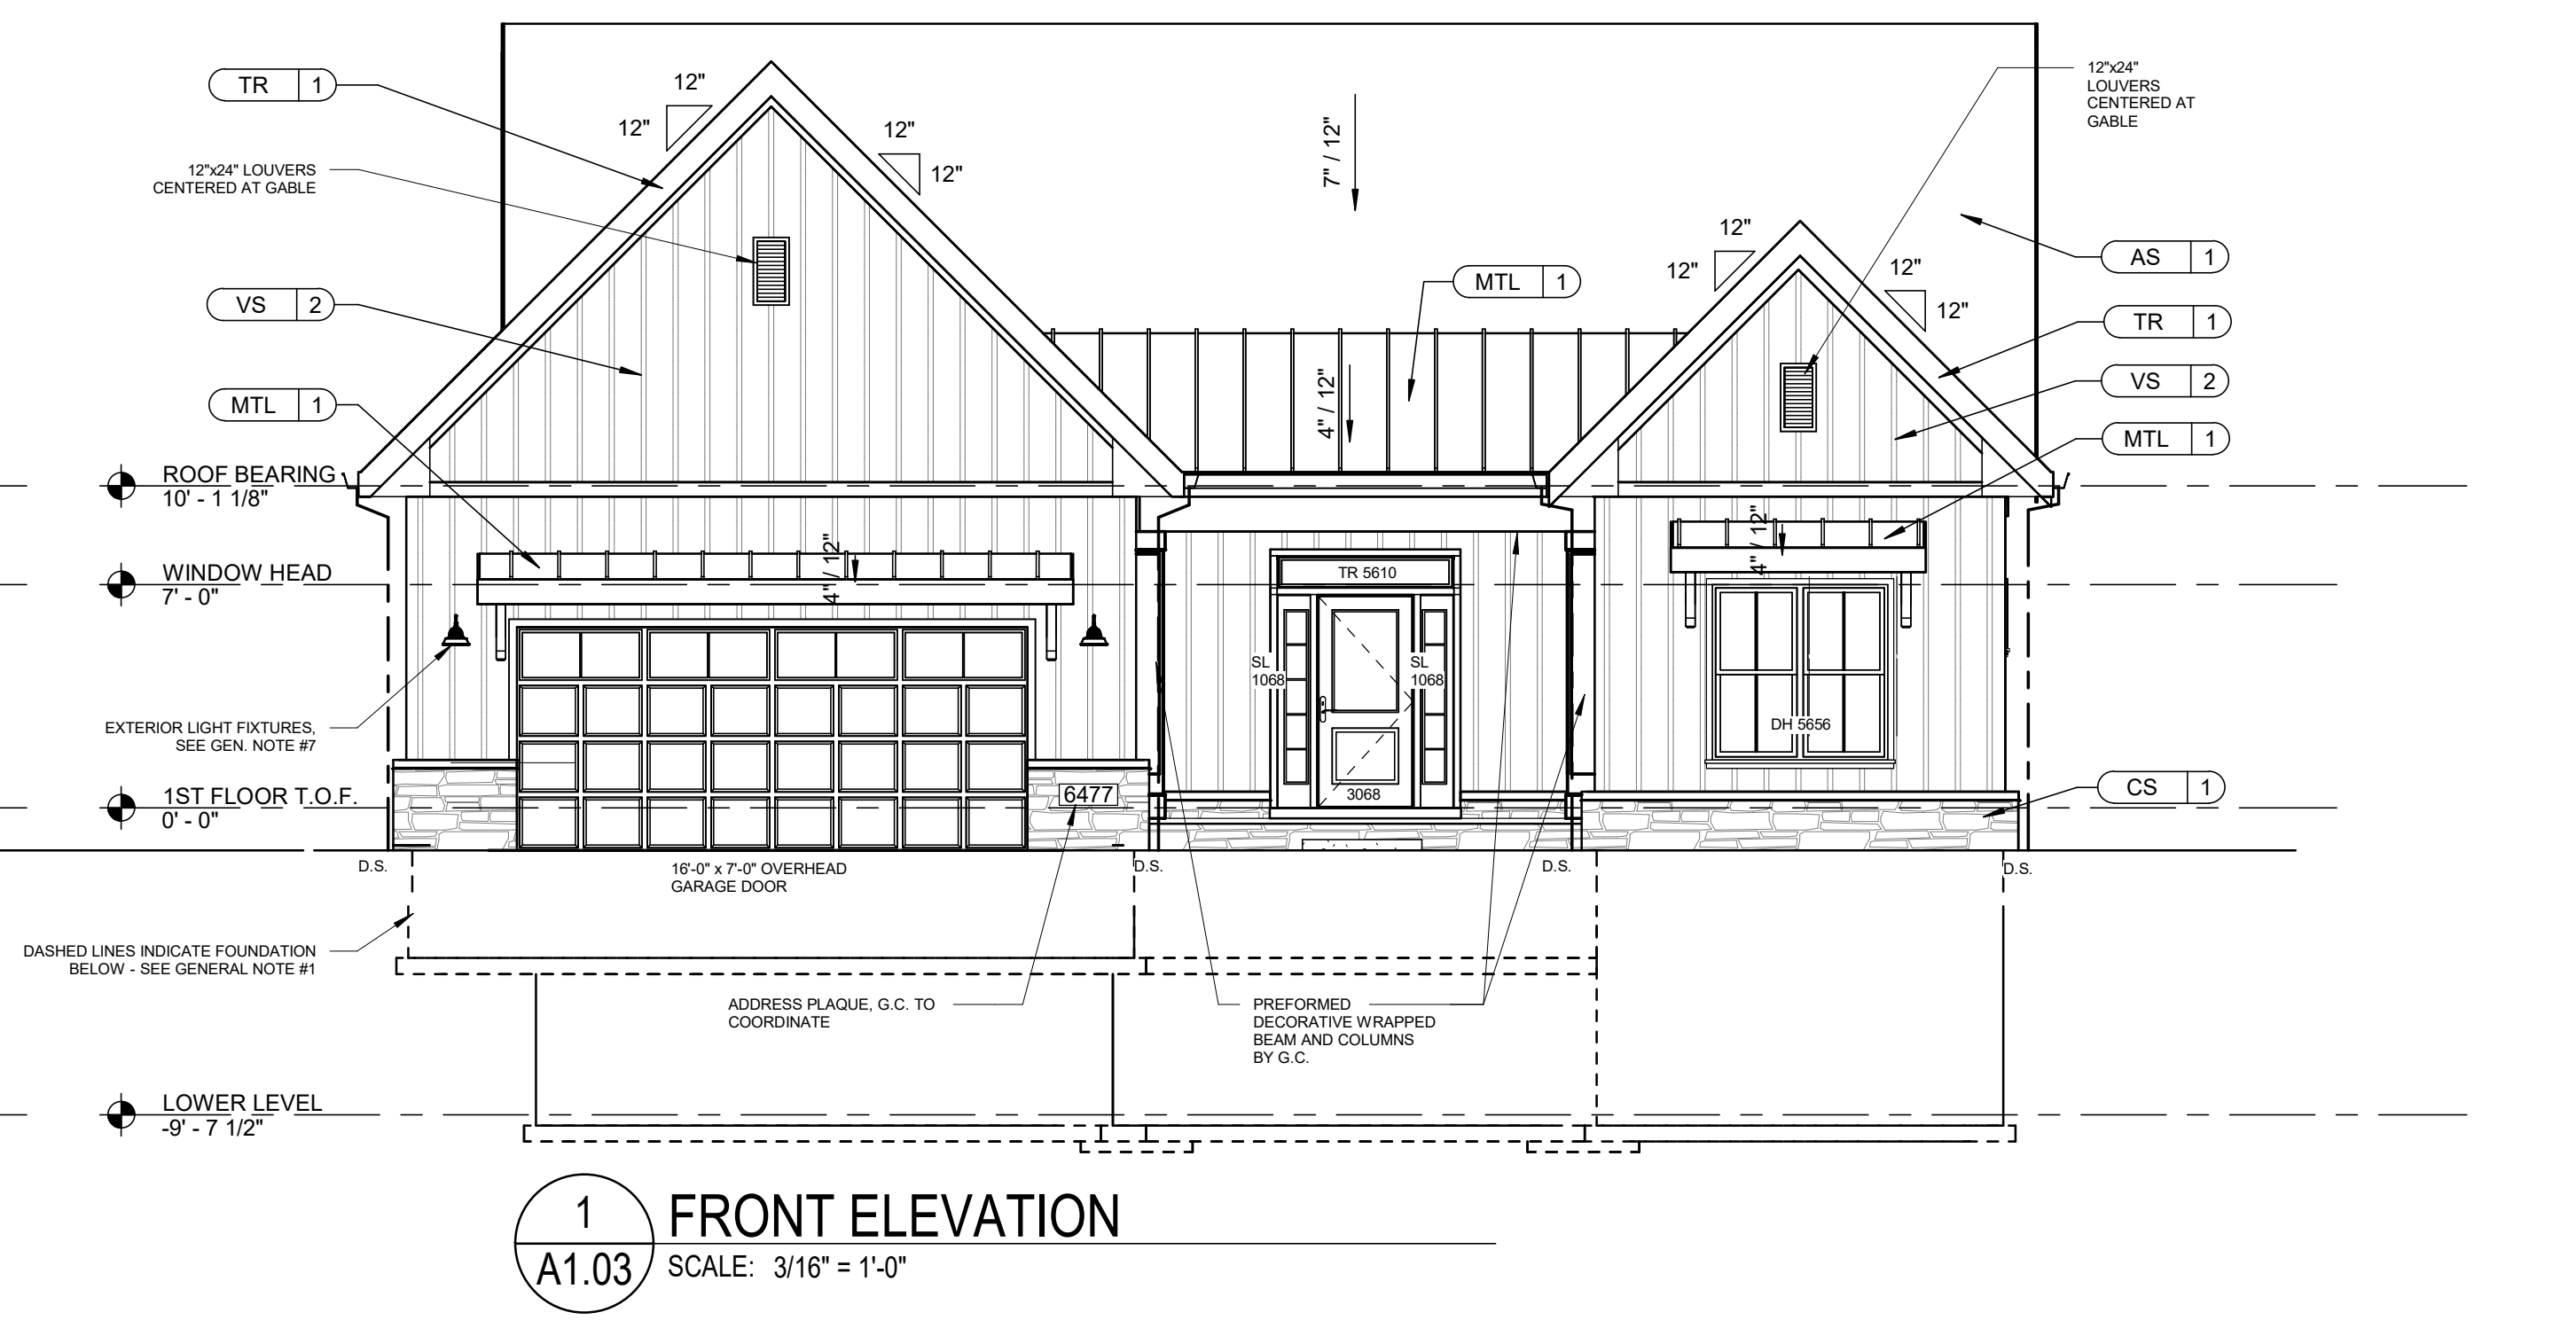 12"x24"
LOUVERS
CENTERED AT
GABLE
TR 1
12"
12"
12"
12"
7" / 12"
12"x24" LOUVERS
CENTERED AT GABLE
12"
12"
12"
12"
AS 1
MTL 1
VS 2
TR 1
VS 2
MTL 1
4" / 12"
MTL 1
ROOF BEARING
10' - 1 1/8"
4" / 12"
4" / 12"
WINDOW HEAD
7' - 0"
TR 5610
SL
1068
SL
1068
DH 5656
EXTERIOR LIGHT FIXTURES,
SEE GEN. NOTE #7
1ST FLOOR T.O.F.
0' - 0"
6477
3068
CS 1
D.S.
16'-0" x 7'-0" OVERHEAD
GARAGE DOOR
D.S.
D.S.
D.S.
DASHED LINES INDICATE FOUNDATION
BELOW - SEE GENERAL NOTE #1
ADDRESS PLAQUE, G.C. TO
COORDINATE
PREFORMED
DECORATIVE WRAPPED
BEAM AND COLUMNS
BY G.C.
LOWER LEVEL
-9' - 7 1/2"
1
A1.03
FRONT ELEVATION
SCALE: 3/16" = 1'-0"